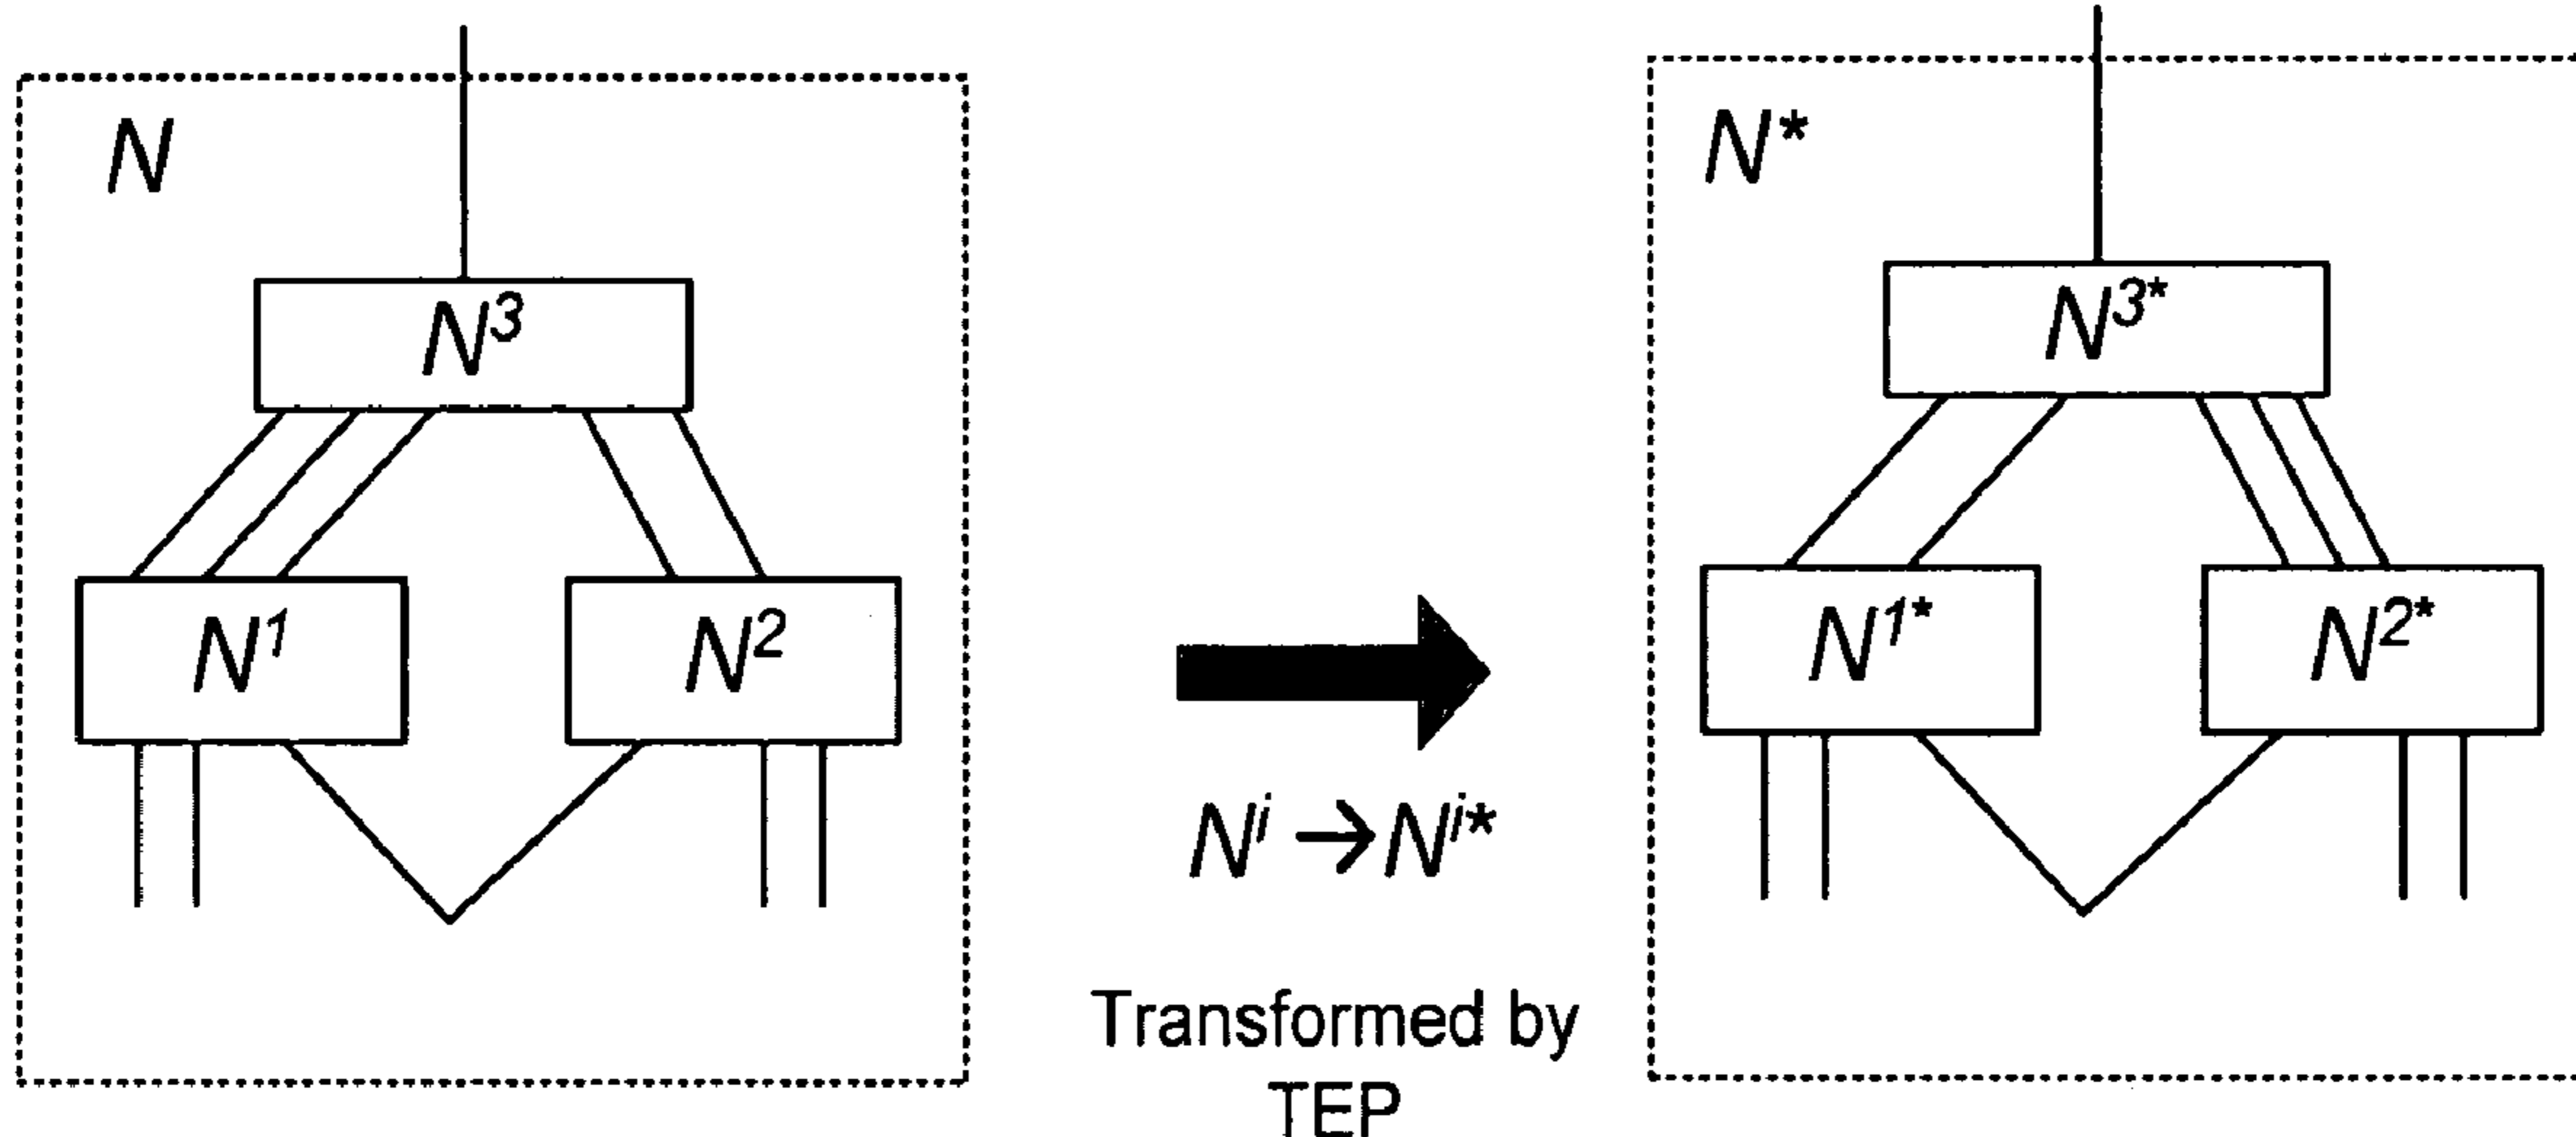 N
N³
N¹
N²
Nⁱ → Nⁱ*
Transformed by
TEP
N*
N³*
N¹*
N²*